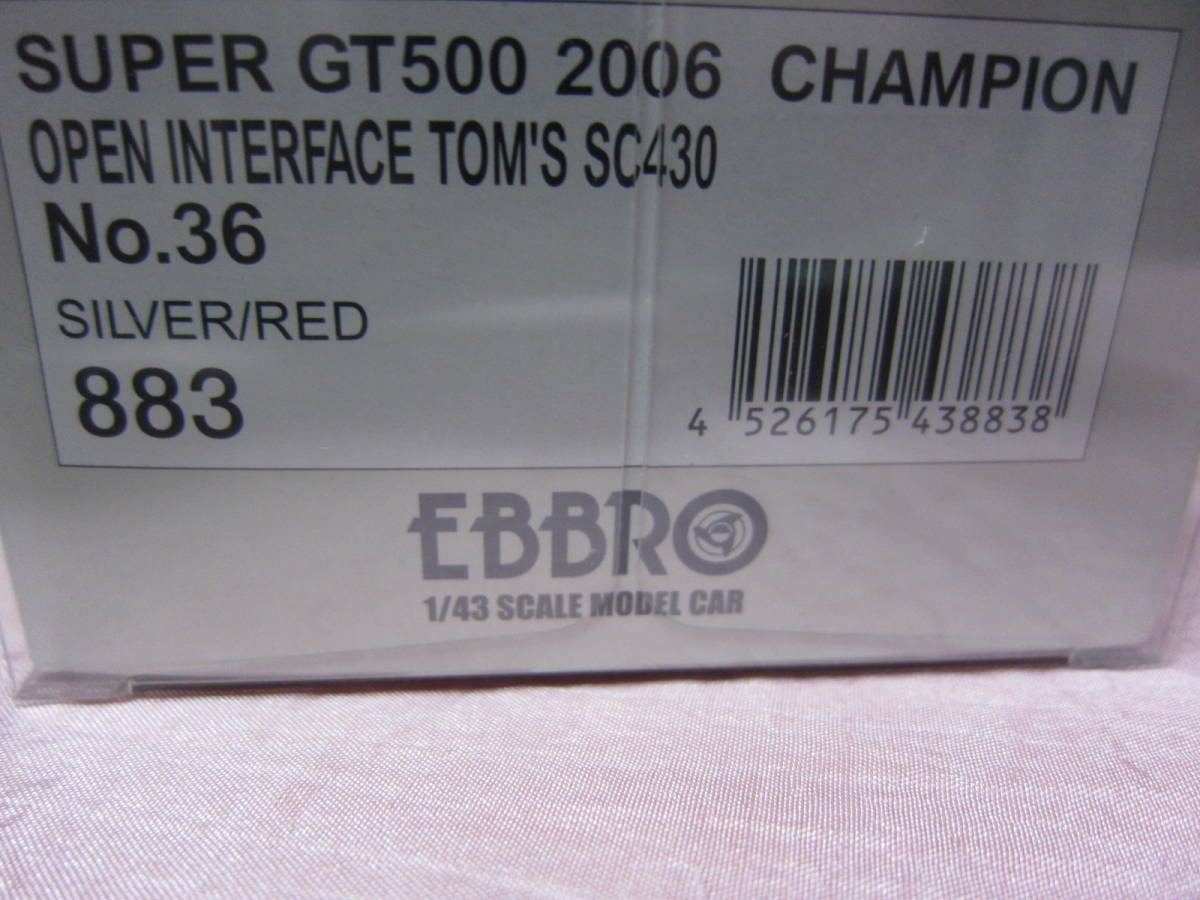 SUPER GT500 2006 CHAMPION
OPEN INTERFACE TOM'S SC430
No.36
SILVER/RED
883
4 526175 438838
EBBRO
1/43 SCALE MODEL CAR